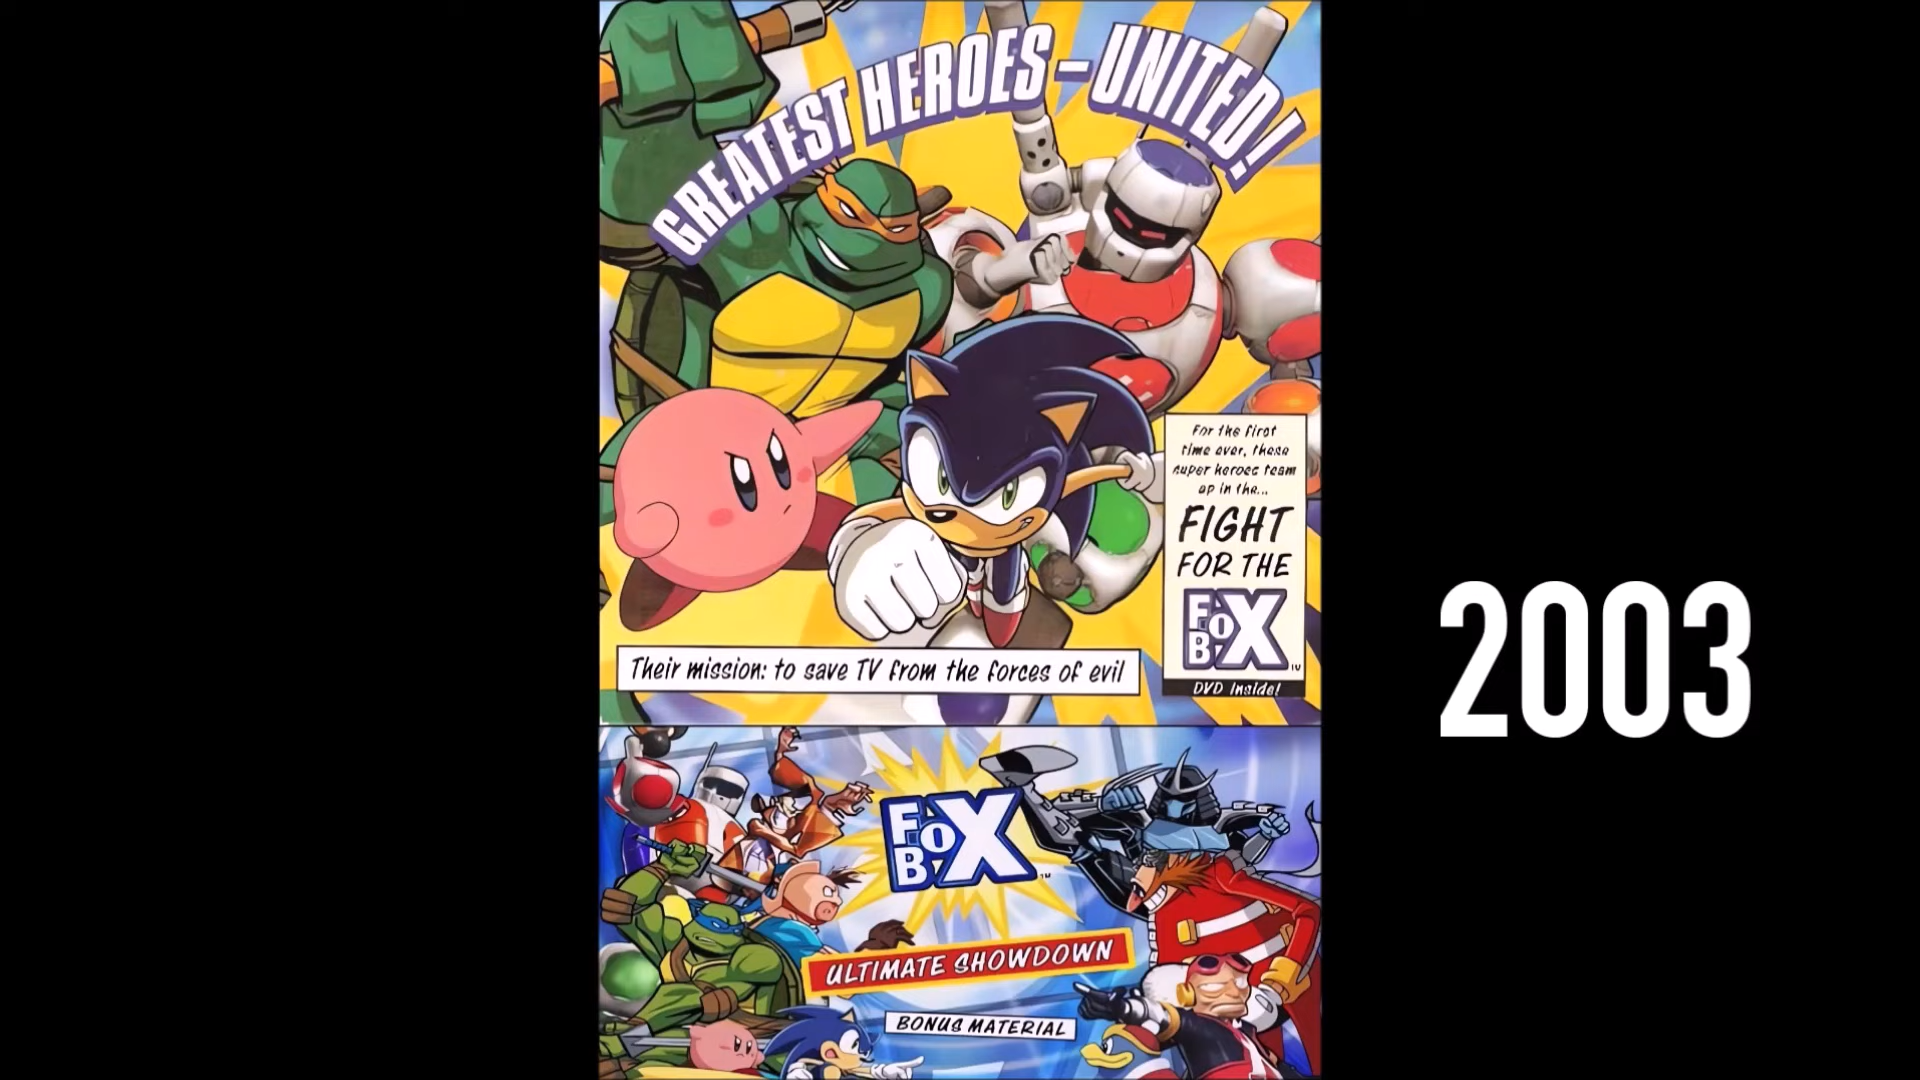 GREATEST HEROES - UNITED!
For the first
time ever, these
super heroes team
up in the...
FIGHT
FOR THE
FOX
BOX
DVD Inside!
Their mission: to save TV from the forces of evil
2003
FOX
BOX
TM
ULTIMATE SHOWDOWN
BONUS MATERIAL